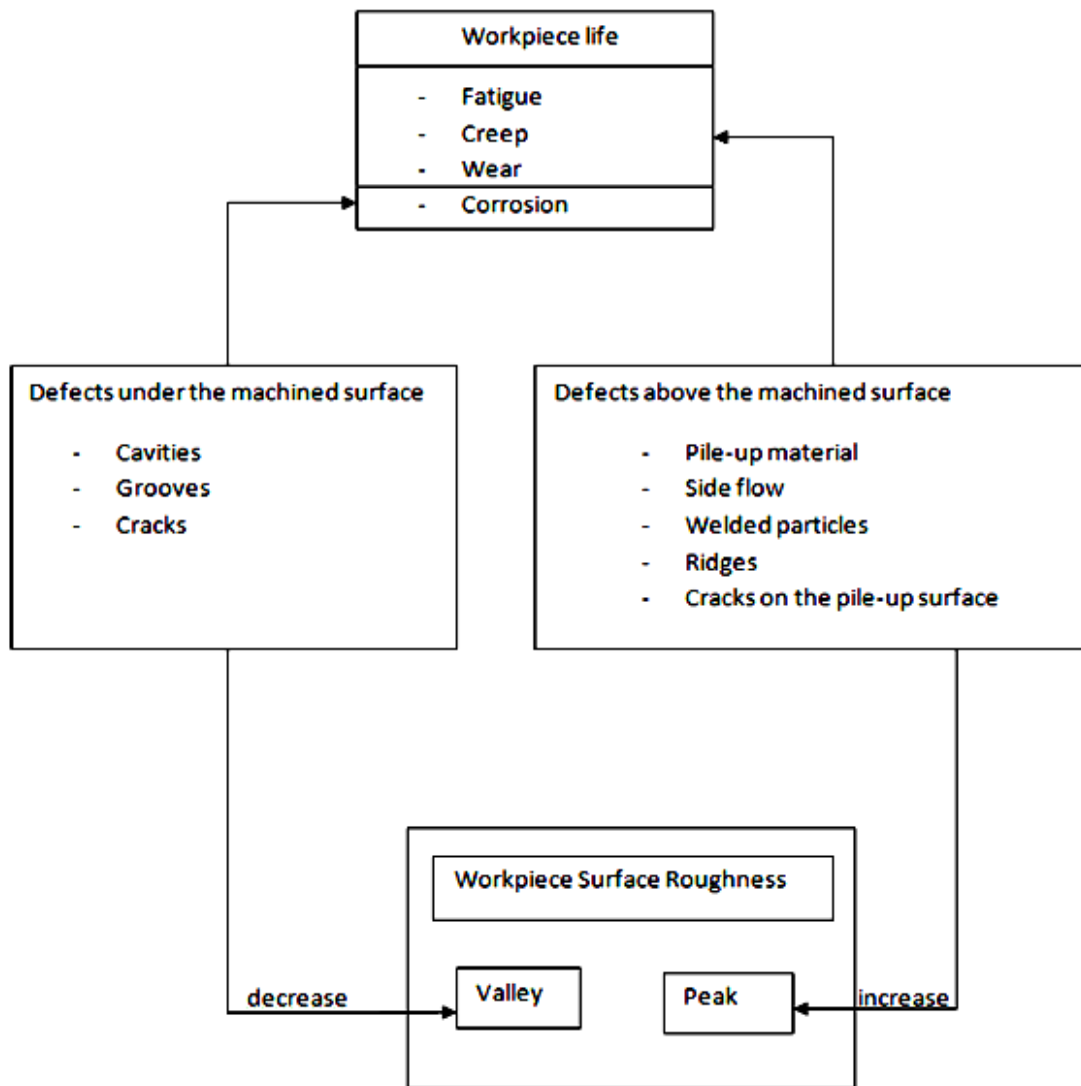 Workpiece life
- Fatigue
- Creep
- Wear
- Corrosion
Defects under the machined surface
- Cavities
- Grooves
- Cracks
Defects above the machined surface
- Pile-up material
- Side flow
- Welded particles
- Ridges
- Cracks on the pile-up surface
Workpiece Surface Roughness
decrease
Valley
Peak
increase